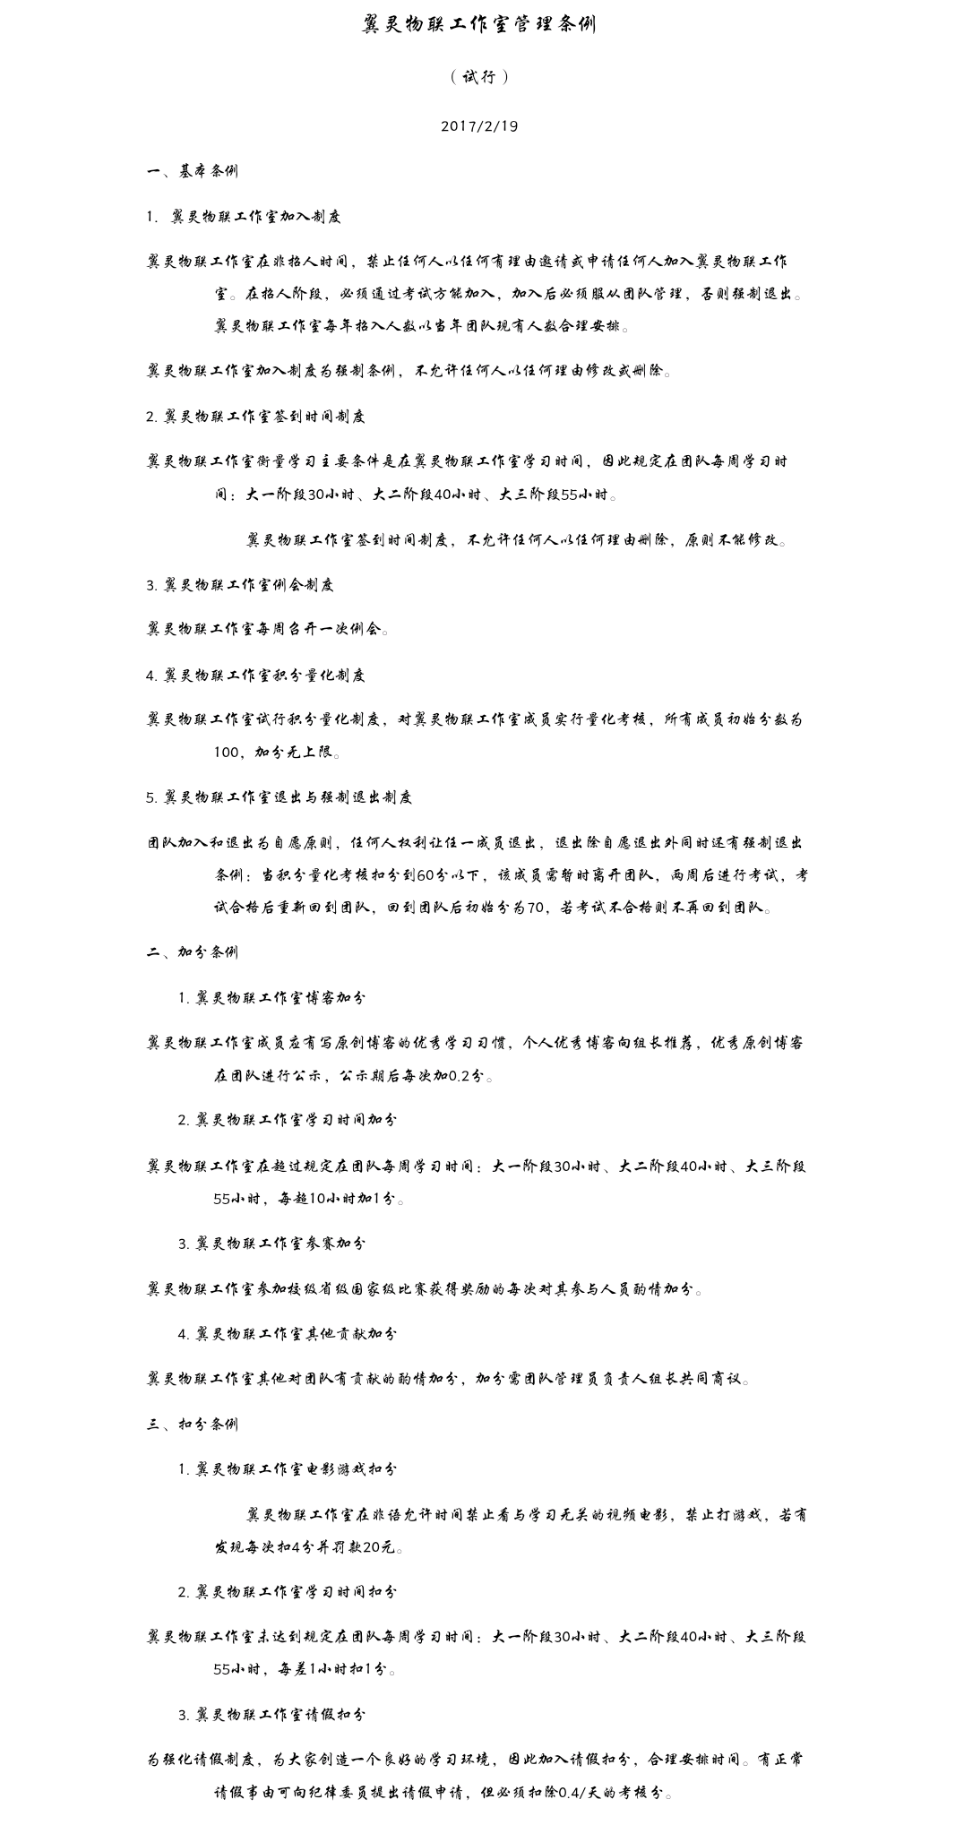 翼灵物联工作室管理条例
（试行）
2017/2/19
一、基本条例
1. 翼灵物联工作室加入制度
翼灵物联工作室在非招人时间，禁止任何人以任何有理由邀请或申请任何人加入翼灵物联工作
室。在招人阶段，必须通过考试方能加入，加入后必须服从团队管理，否则强制退出。
翼灵物联工作室每年招入人数以当年团队现有人数合理安排。
翼灵物联工作室加入制度为强制条例，不允许任何人以任何理由修改或删除。
2. 翼灵物联工作室签到时间制度
翼灵物联工作室衡量学习主要条件是在翼灵物联工作室学习时间，因此规定在团队每周学习时
间：大一阶段30小时、大二阶段40小时、大三阶段55小时。
翼灵物联工作室签到时间制度，不允许任何人以任何理由删除，原则不能修改。
3. 翼灵物联工作室例会制度
翼灵物联工作室每周召开一次例会。
4. 翼灵物联工作室积分量化制度
翼灵物联工作室试行积分量化制度，对翼灵物联工作室成员实行量化考核，所有成员初始分数为
100，加分无上限。
5. 翼灵物联工作室退出与强制退出制度
团队加入和退出为自愿原则，任何人权利让任一成员退出，退出除自愿退出外同时还有强制退出
条例：当积分量化考核扣分到60分以下，该成员需暂时离开团队，两周后进行考试，考
试合格后重新回到团队，回到团队后初始分为70，若考试不合格则不再回到团队。
二、加分条例
1. 翼灵物联工作室博客加分
翼灵物联工作室成员应有写原创博客的优秀学习习惯，个人优秀博客向组长推荐，优秀原创博客
在团队进行公示，公示期后每次加0.2分。
2. 翼灵物联工作室学习时间加分
翼灵物联工作室在超过规定在团队每周学习时间：大一阶段30小时、大二阶段40小时、大三阶段
55小时，每超10小时加1分。
3. 翼灵物联工作室参赛加分
翼灵物联工作室参加校级省级国家级比赛获得奖励的每次对其参与人员酌情加分。
4. 翼灵物联工作室其他贡献加分
翼灵物联工作室其他对团队有贡献的酌情加分，加分需团队管理员负责人组长共同商议。
三、扣分条例
1. 翼灵物联工作室电影游戏扣分
翼灵物联工作室在非语允许时间禁止看与学习无关的视频电影，禁止打游戏，若有
发现每次扣4分并罚款20元。
2. 翼灵物联工作室学习时间扣分
翼灵物联工作室未达到规定在团队每周学习时间：大一阶段30小时、大二阶段40小时、大三阶段
55小时，每差1小时扣1分。
3. 翼灵物联工作室请假扣分
为强化请假制度，为大家创造一个良好的学习环境，因此加入请假扣分，合理安排时间。有正常
请假事由可向纪律委员提出请假申请，但必须扣除0.4/天的考核分。